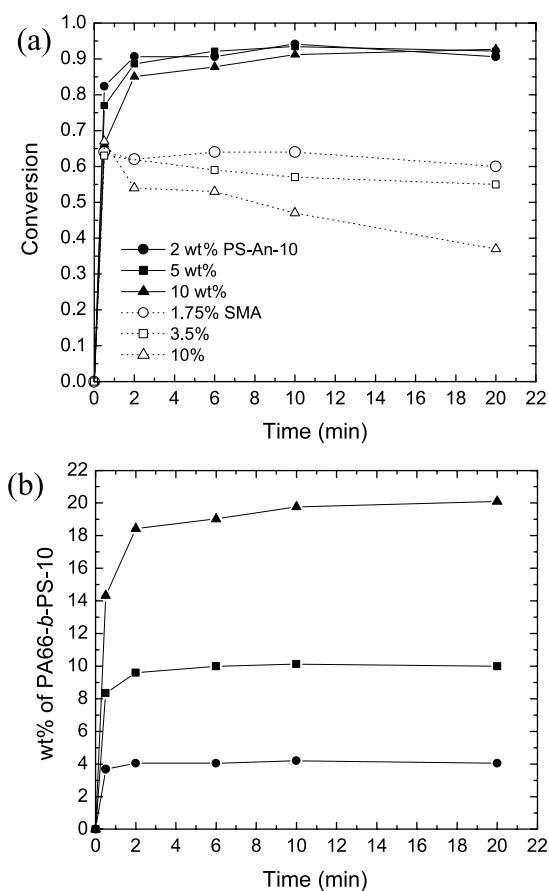 (a)
1.0
0.9
0.8
0.7
0.6
0.5
0.4
0.3
0.2
0.1
0.0
Conversion
2 wt% PS-An-10
5 wt%
10 wt%
1.75% SMA
3.5%
10%
0 2 4 6 8 10 12 14 16 18 20 22
Time (min)
(b)
22
20
18
16
14
12
10
8
6
4
2
0
wt% of PA66-b-PS-10
0 2 4 6 8 10 12 14 16 18 20 22
Time (min)